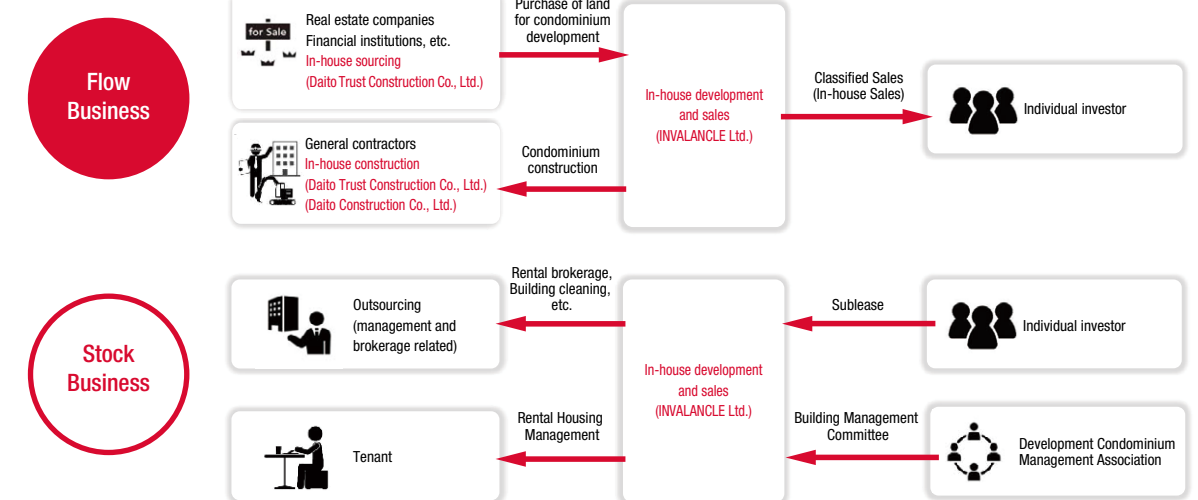 Flow
Business
for Sale
Real estate companies
Financial institutions, etc.
In-house sourcing
(Daito Trust Construction Co., Ltd.)
Purchase of land
for condominium
development
General contractors
In-house construction
(Daito Trust Construction Co., Ltd.)
(Daito Construction Co., Ltd.)
Condominium
construction
In-house development
and sales
(INVALANCLE Ltd.)
Classified Sales
(In-house Sales)
Individual investor
Stock
Business
Outsourcing
(management and
brokerage related)
Rental brokerage,
Building cleaning,
etc.
Tenant
Rental Housing
Management
In-house development
and sales
(INVALANCLE Ltd.)
Sublease
Individual investor
Building Management
Committee
Development Condominium
Management Association